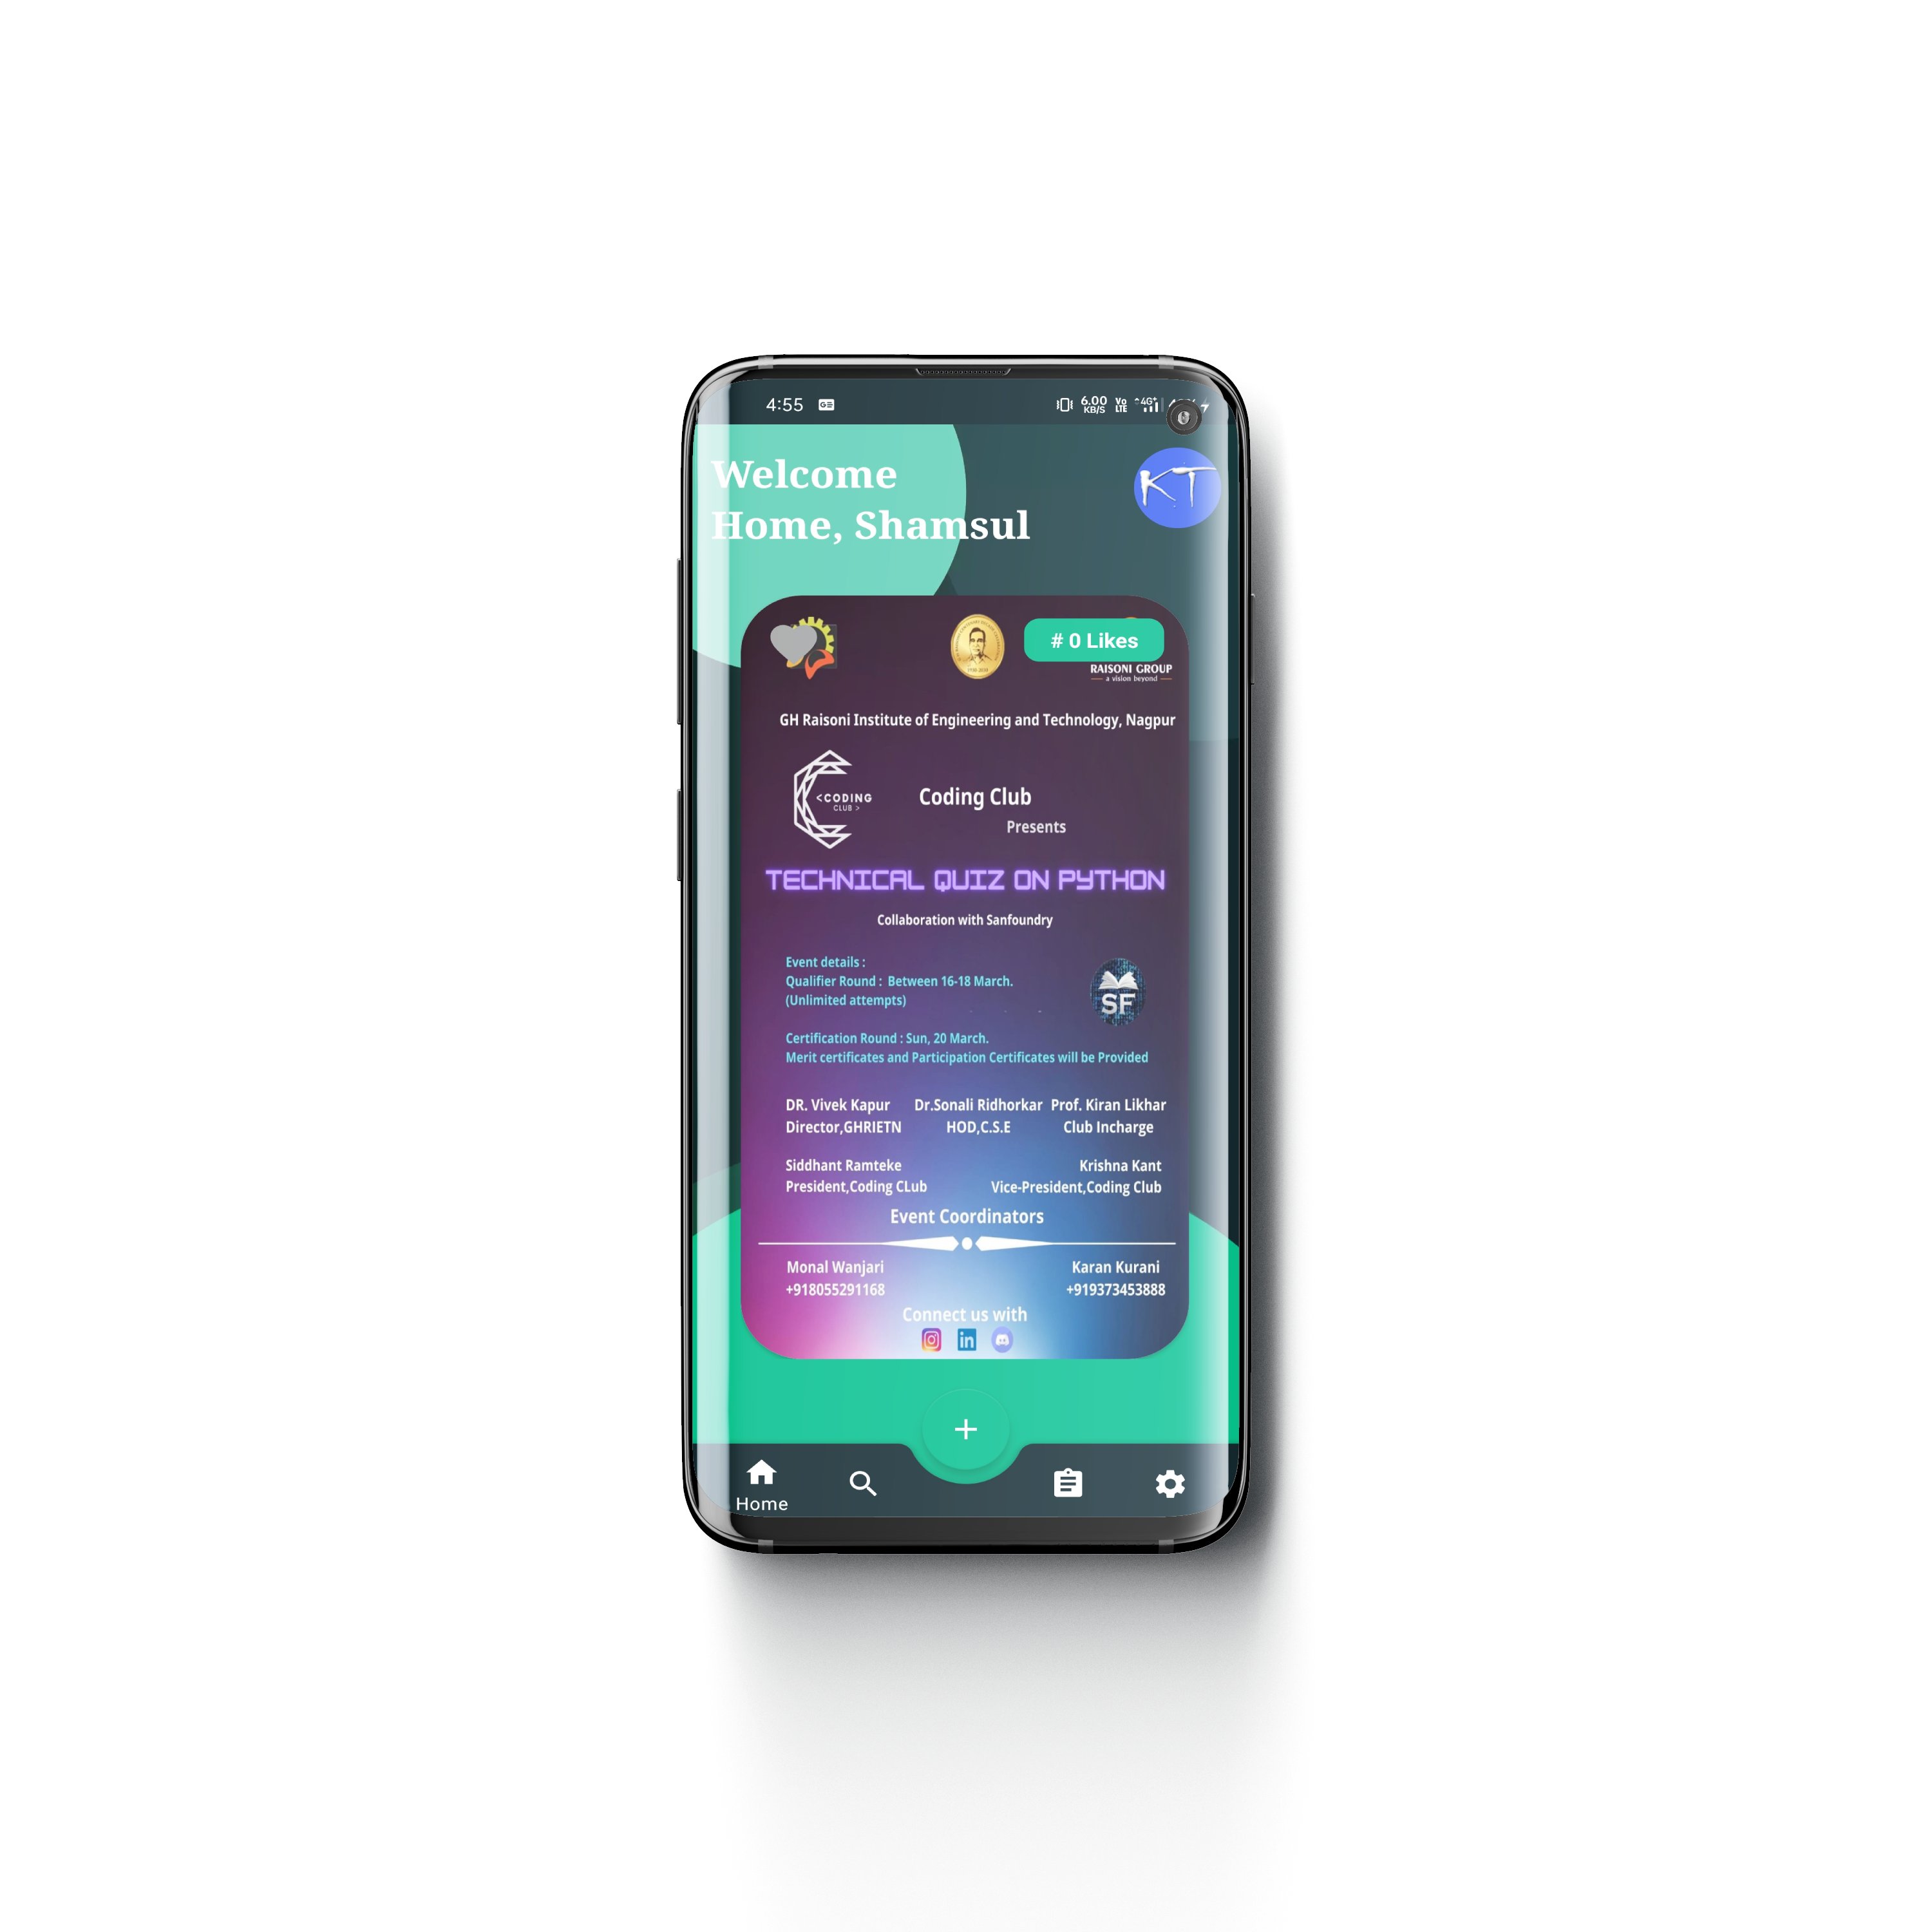 4:55 GE 6.00 KB/S Vo LTE 4G+
Welcome
Home, Shamsul
KT
# 0 Likes
RAISONI GROUP
a vision beyond
GH Raisoni Institute of Engineering and Technology, Nagpur
<CODING
CLUB >
Coding Club
Presents
TECHNICAL QUIZ ON PYTHON
Collaboration with Sanfoundry
Event details :
Qualifier Round : Between 16-18 March.
(Unlimited attempts)
SF
Certification Round : Sun, 20 March.
Merit certificates and Participation Certificates will be Provided
DR. Vivek Kapur Dr.Sonali Ridhorkar Prof. Kiran Likhar
Director,GHRIETN HOD,C.S.E Club Incharge
Siddhant Ramteke Krishna Kant
President,Coding CLub Vice-President,Coding Club
Event Coordinators
Monal Wanjari Karan Kurani
+918055291168 +919373453888
Connect us with
in
Home